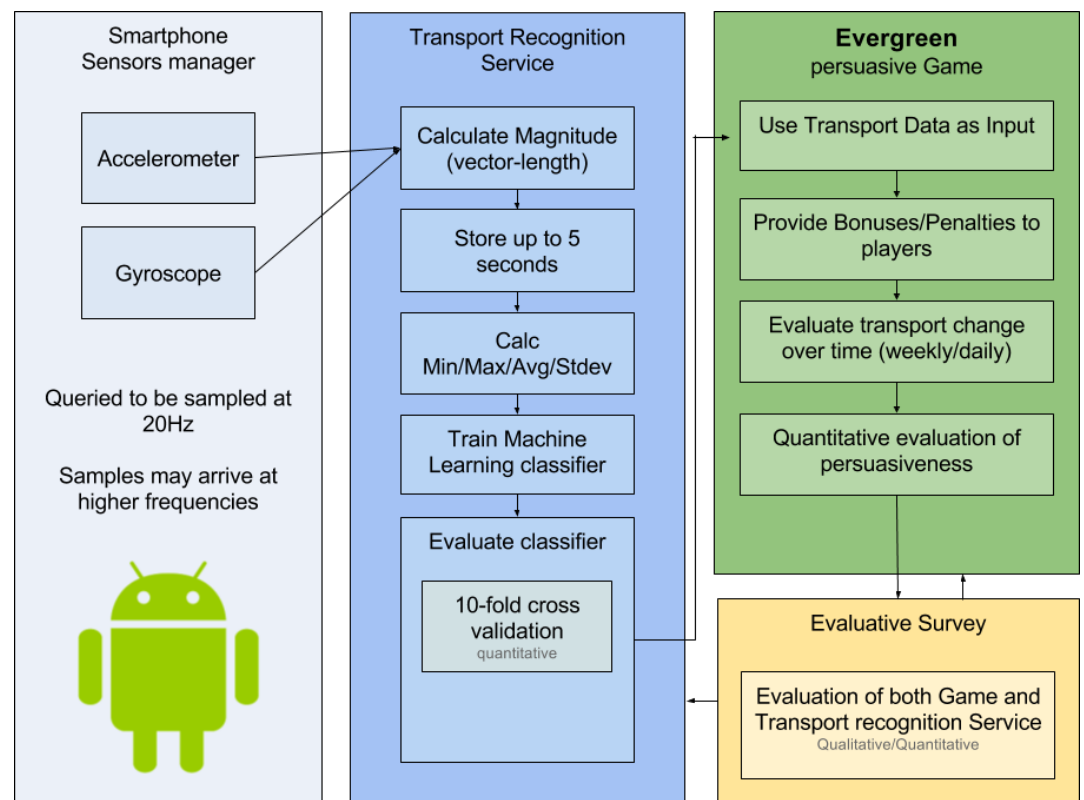 Smartphone
Sensors manager
Accelerometer
Gyroscope
Queried to be sampled at
20Hz
Samples may arrive at
higher frequencies
Transport Recognition
Service
Calculate Magnitude
(vector-length)
Store up to 5
seconds
Calc
Min/Max/Avg/Stdev
Train Machine
Learning classifier
Evaluate classifier
10-fold cross
validation
quantitative
Evergreen
persuasive Game
Use Transport Data as Input
Provide Bonuses/Penalties to
players
Evaluate transport change
over time (weekly/daily)
Quantitative evaluation of
persuasiveness
Evaluative Survey
Evaluation of both Game and
Transport recognition Service
Qualitative/Quantitative